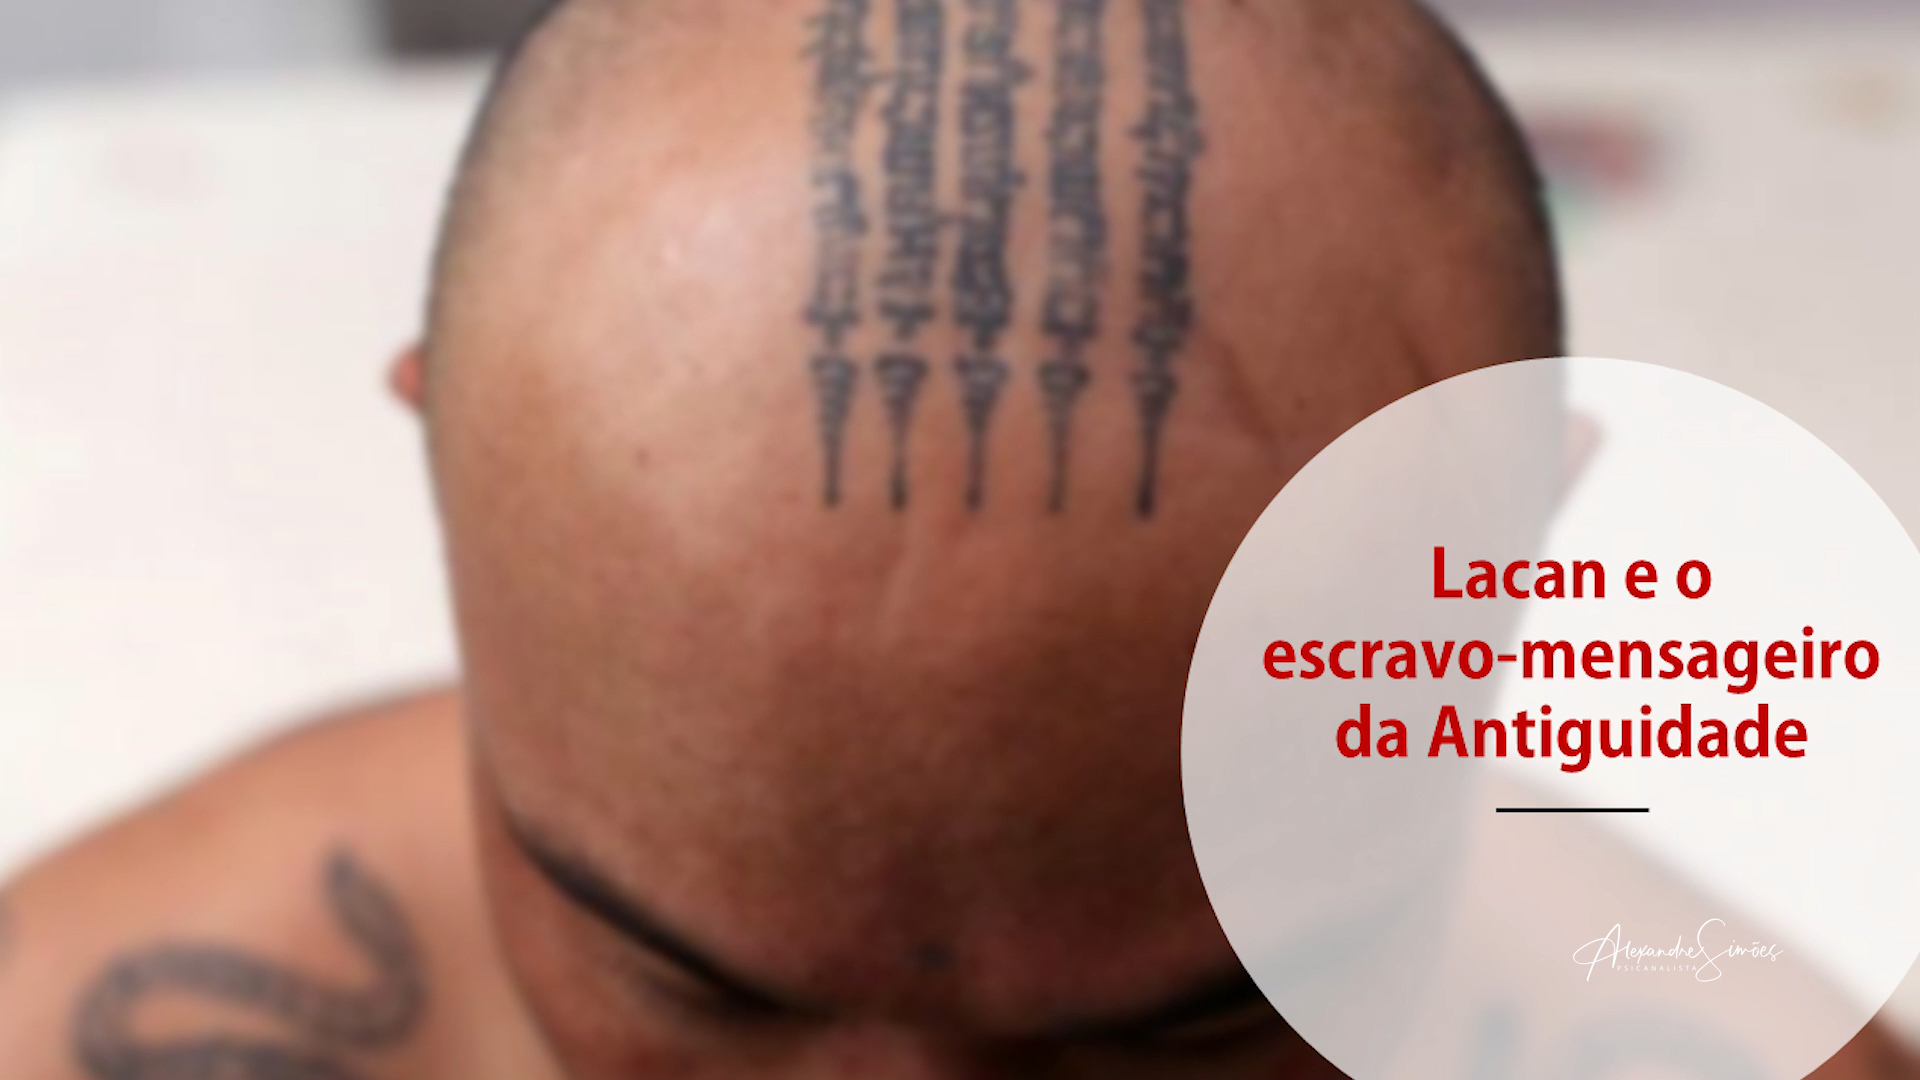 Lacan e o
escravo-mensageiro
da Antiguidade
Alexandre Simões
PSICANALISTA